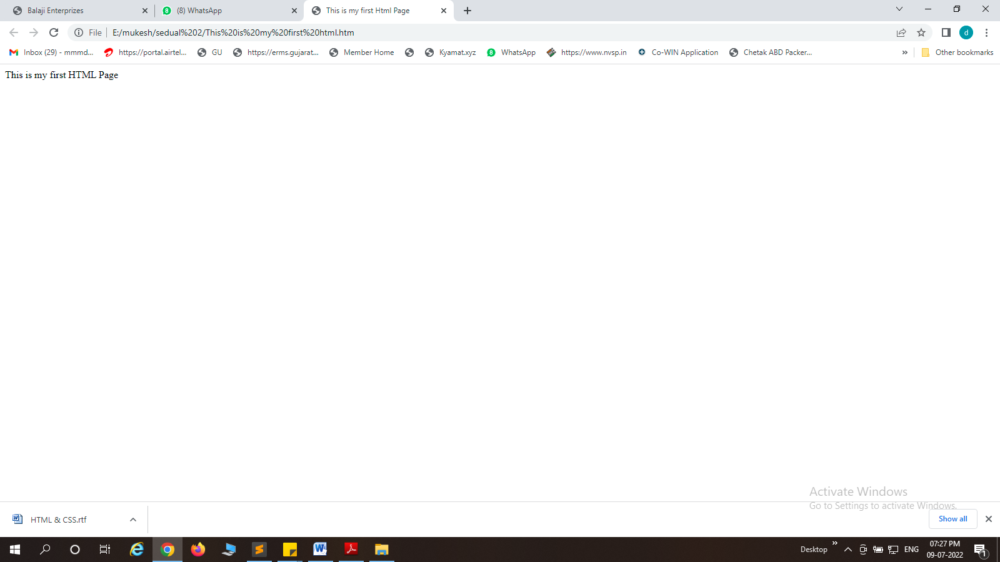 Balaji Enterprizes
(8) WhatsApp
This is my first Html Page
File
E:/mukesh/sedual%202/This%20is%20my%20first%20html.htm
d
Inbox (29) - mmmd...
https://portal.airtel...
GU
https://erms.gujarat...
Member Home
Kyamat.xyz
WhatsApp
https://www.nvsp.in
Co-WIN Application
Chetak ABD Packer...
»
Other bookmarks
This is my first HTML Page
Activate Windows
Go to Settings to activate Windows.
HTML & CSS.rtf
Show all
Desktop
ENG
07:27 PM
09-07-2022
1